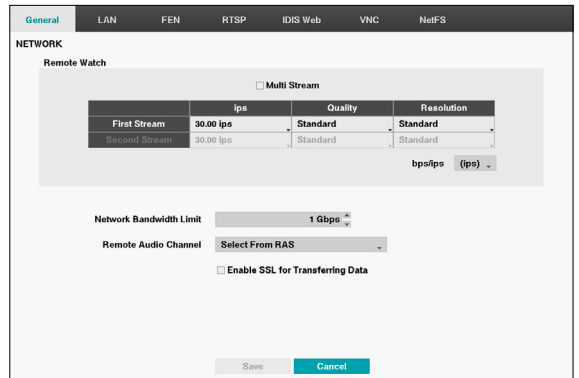 General LAN FEN RTSP IDIS Web VNC NetFS
NETWORK
Remote Watch
Multi Stream
ips Quality Resolution
First Stream 30.00 ips Standard Standard
Second Stream 30.00 ips Standard Standard
bps/ips (ips)
Network Bandwidth Limit 1 Gbps
Remote Audio Channel Select From RAS
Enable SSL for Transferring Data
Save Cancel